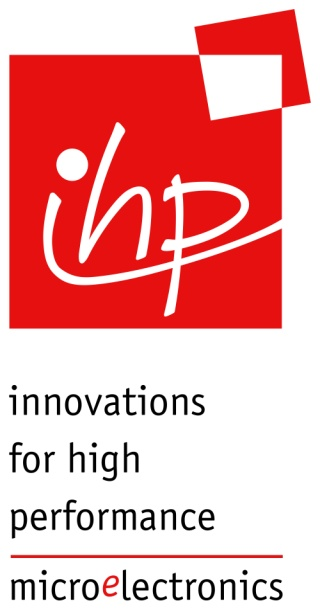 ihp
innovations
for high
performance
microelectronics